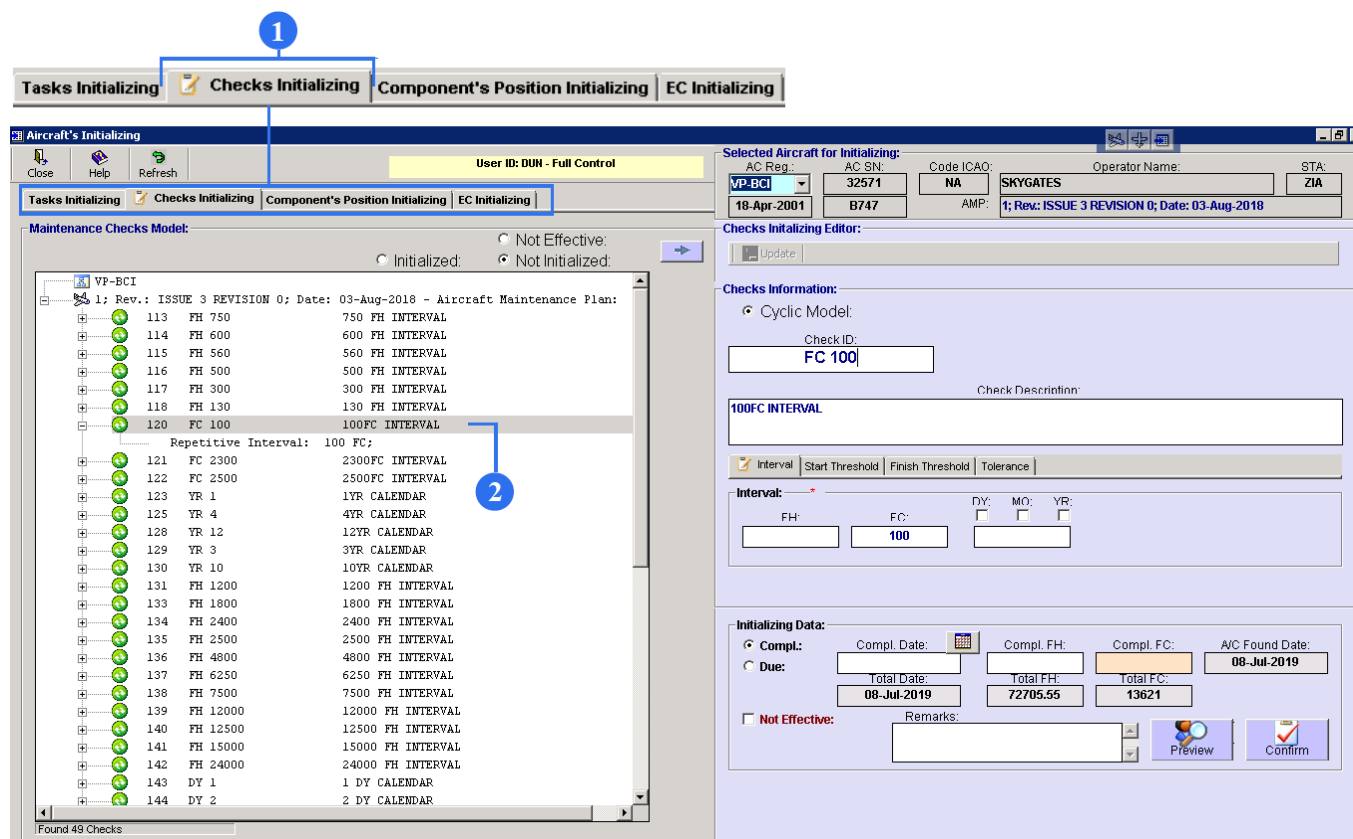 1
Tasks Initializing Checks Initializing Component's Position Initializing EC Initializing
Aircraft's Initializing
Close Help Refresh
User ID: DUN - Full Control
Tasks Initializing Checks Initializing Component's Position Initializing EC Initializing
Maintenance Checks Model:
Not Effective:
Initialized: Not Initialized:
VP-BCI
1; Rev.: ISSUE 3 REVISION 0; Date: 03-Aug-2018 - Aircraft Maintenance Plan:
113 FH 750 750 FH INTERVAL
114 FH 600 600 FH INTERVAL
115 FH 560 560 FH INTERVAL
116 FH 500 500 FH INTERVAL
117 FH 300 300 FH INTERVAL
118 FH 130 130 FH INTERVAL
120 FC 100 100FC INTERVAL
Repetitive Interval: 100 FC;
121 FC 2300 2300FC INTERVAL
122 FC 2500 2500FC INTERVAL
123 YR 1 1YR CALENDAR
125 YR 4 4YR CALENDAR
128 YR 12 12YR CALENDAR
129 YR 3 3YR CALENDAR
130 YR 10 10YR CALENDAR
131 FH 1200 1200 FH INTERVAL
133 FH 1800 1800 FH INTERVAL
134 FH 2400 2400 FH INTERVAL
135 FH 2500 2500 FH INTERVAL
136 FH 4800 4800 FH INTERVAL
137 FH 6250 6250 FH INTERVAL
138 FH 7500 7500 FH INTERVAL
139 FH 12000 12000 FH INTERVAL
140 FH 12500 12500 FH INTERVAL
141 FH 15000 15000 FH INTERVAL
142 FH 24000 24000 FH INTERVAL
143 DY 1 1 DY CALENDAR
144 DY 2 2 DY CALENDAR
2
Found 49 Checks
Selected Aircraft for Initializing:
AC Reg.: AC SN: Code ICAO: Operator Name: STA:
VP-BCI 32571 NA SKYGATES ZIA
18-Apr-2001 B747 AMP: 1; Rev.: ISSUE 3 REVISION 0; Date: 03-Aug-2018
Checks Initalizing Editor:
Update
Checks Information:
Cyclic Model:
Check ID:
FC 100
Check Description:
100FC INTERVAL
Interval Start Threshold Finish Threshold Tolerance
Interval: *
DY: MO: YR:
FH: FC:
100
Initializing Data:
Compl.: Compl. Date: Compl. FH: Compl. FC: A/C Found Date:
08-Jul-2019
Due:
Total Date: Total FH: Total FC:
08-Jul-2019 72705.55 13621
Not Effective: Remarks:
Preview Confirm